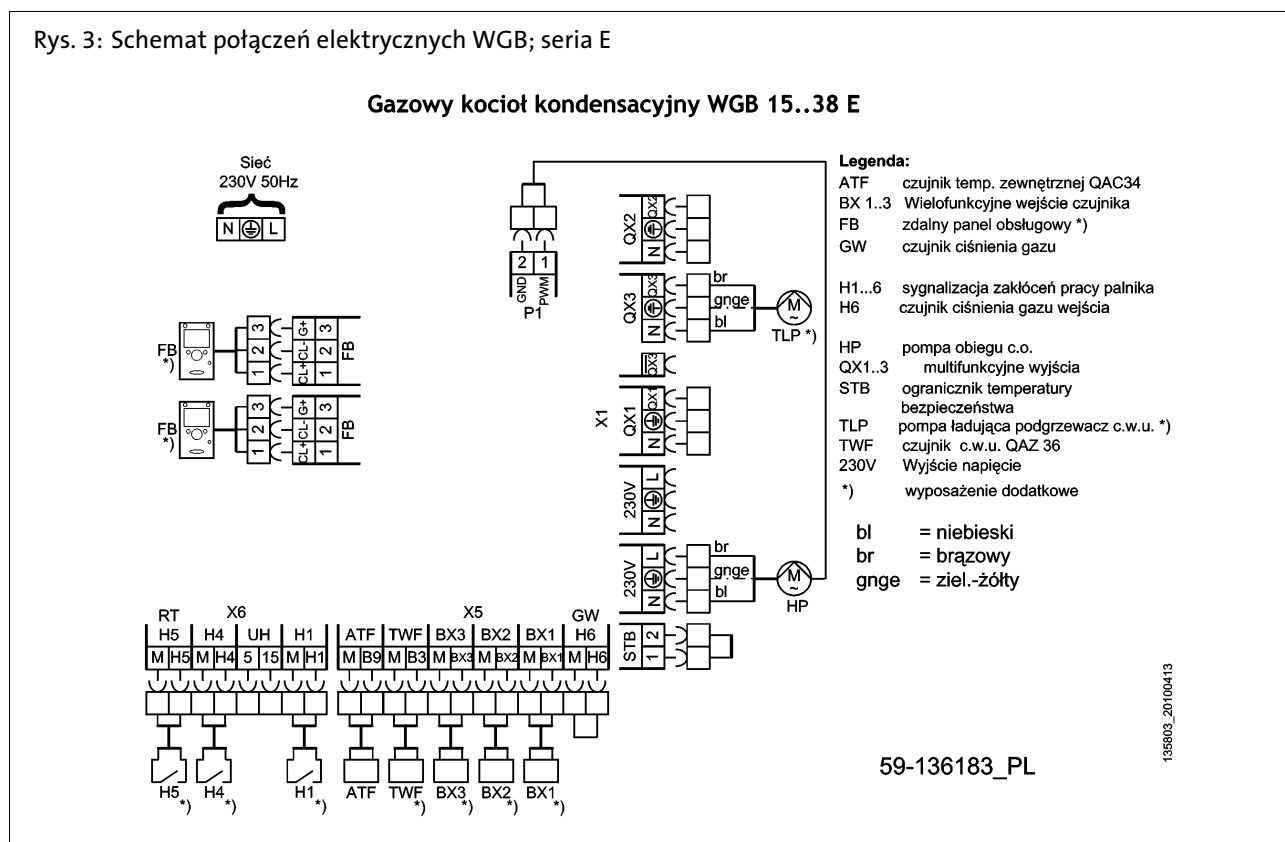 Rys. 3: Schemat połączeń elektrycznych WGB; seria E
Gazowy kocioł kondensacyjny WGB 15..38 E
Sieć
230V 50Hz
N L
2 1
GND PWM
P1
FB *)
3 G+ 3
2 CL- 2
1 CL+ 1
FB
FB *)
3 G+ 3
2 CL- 2
1 CL+ 1
FB
X1
QX2 N QX2
QX3 N QX3
br
gnge
bl
M
~
TLP *)
QX3
QX1 N QX1
230V N L
230V N L
br
gnge
bl
M
~
HP
STB 1 2
Legenda:
ATF czujnik temp. zewnętrznej QAC34
BX 1..3 Wielofunkcyjne wejście czujnika
FB zdalny panel obsługowy *)
GW czujnik ciśnienia gazu
H1...6 sygnalizacja zakłóceń pracy palnika
H6 czujnik ciśnienia gazu wejścia
HP pompa obiegu c.o.
QX1..3 multifunkcyjne wyjścia
STB ogranicznik temperatury
bezpieczeństwa
TLP pompa ładująca podgrzewacz c.w.u. *)
TWF czujnik c.w.u. QAZ 36
230V Wyjście napięcie
*) wyposażenie dodatkowe
bl = niebieski
br = brązowy
gnge = ziel.-żółty
RT X6 X5 GW
H5 H4 UH H1 ATF TWF BX3 BX2 BX1 H6
M H5 M H4 5 15 M H1 M B9 M B3 M BX3 M BX2 M BX1 M H6
H5 *) H4 *) H1 *) ATF TWF *) BX3 *) BX2 *) BX1 *)
59-136183_PL
135803_20100413